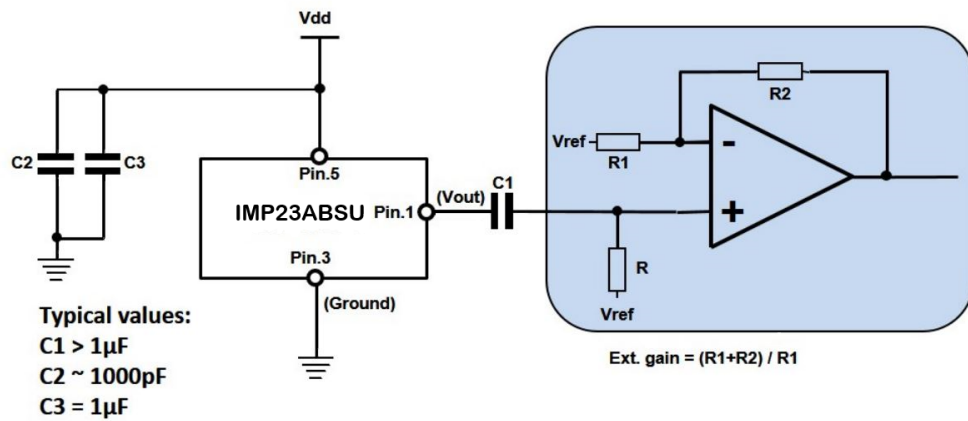 Vdd
R2
Vref
R1
-
C2
C3
Pin.5
C1
(Vout)
IMP23ABSU
Pin.1
+
Pin.3
R
(Ground)
Vref
Typical values:
C1 > 1µF
C2 ~ 1000pF
C3 = 1µF
Ext. gain = (R1+R2) / R1